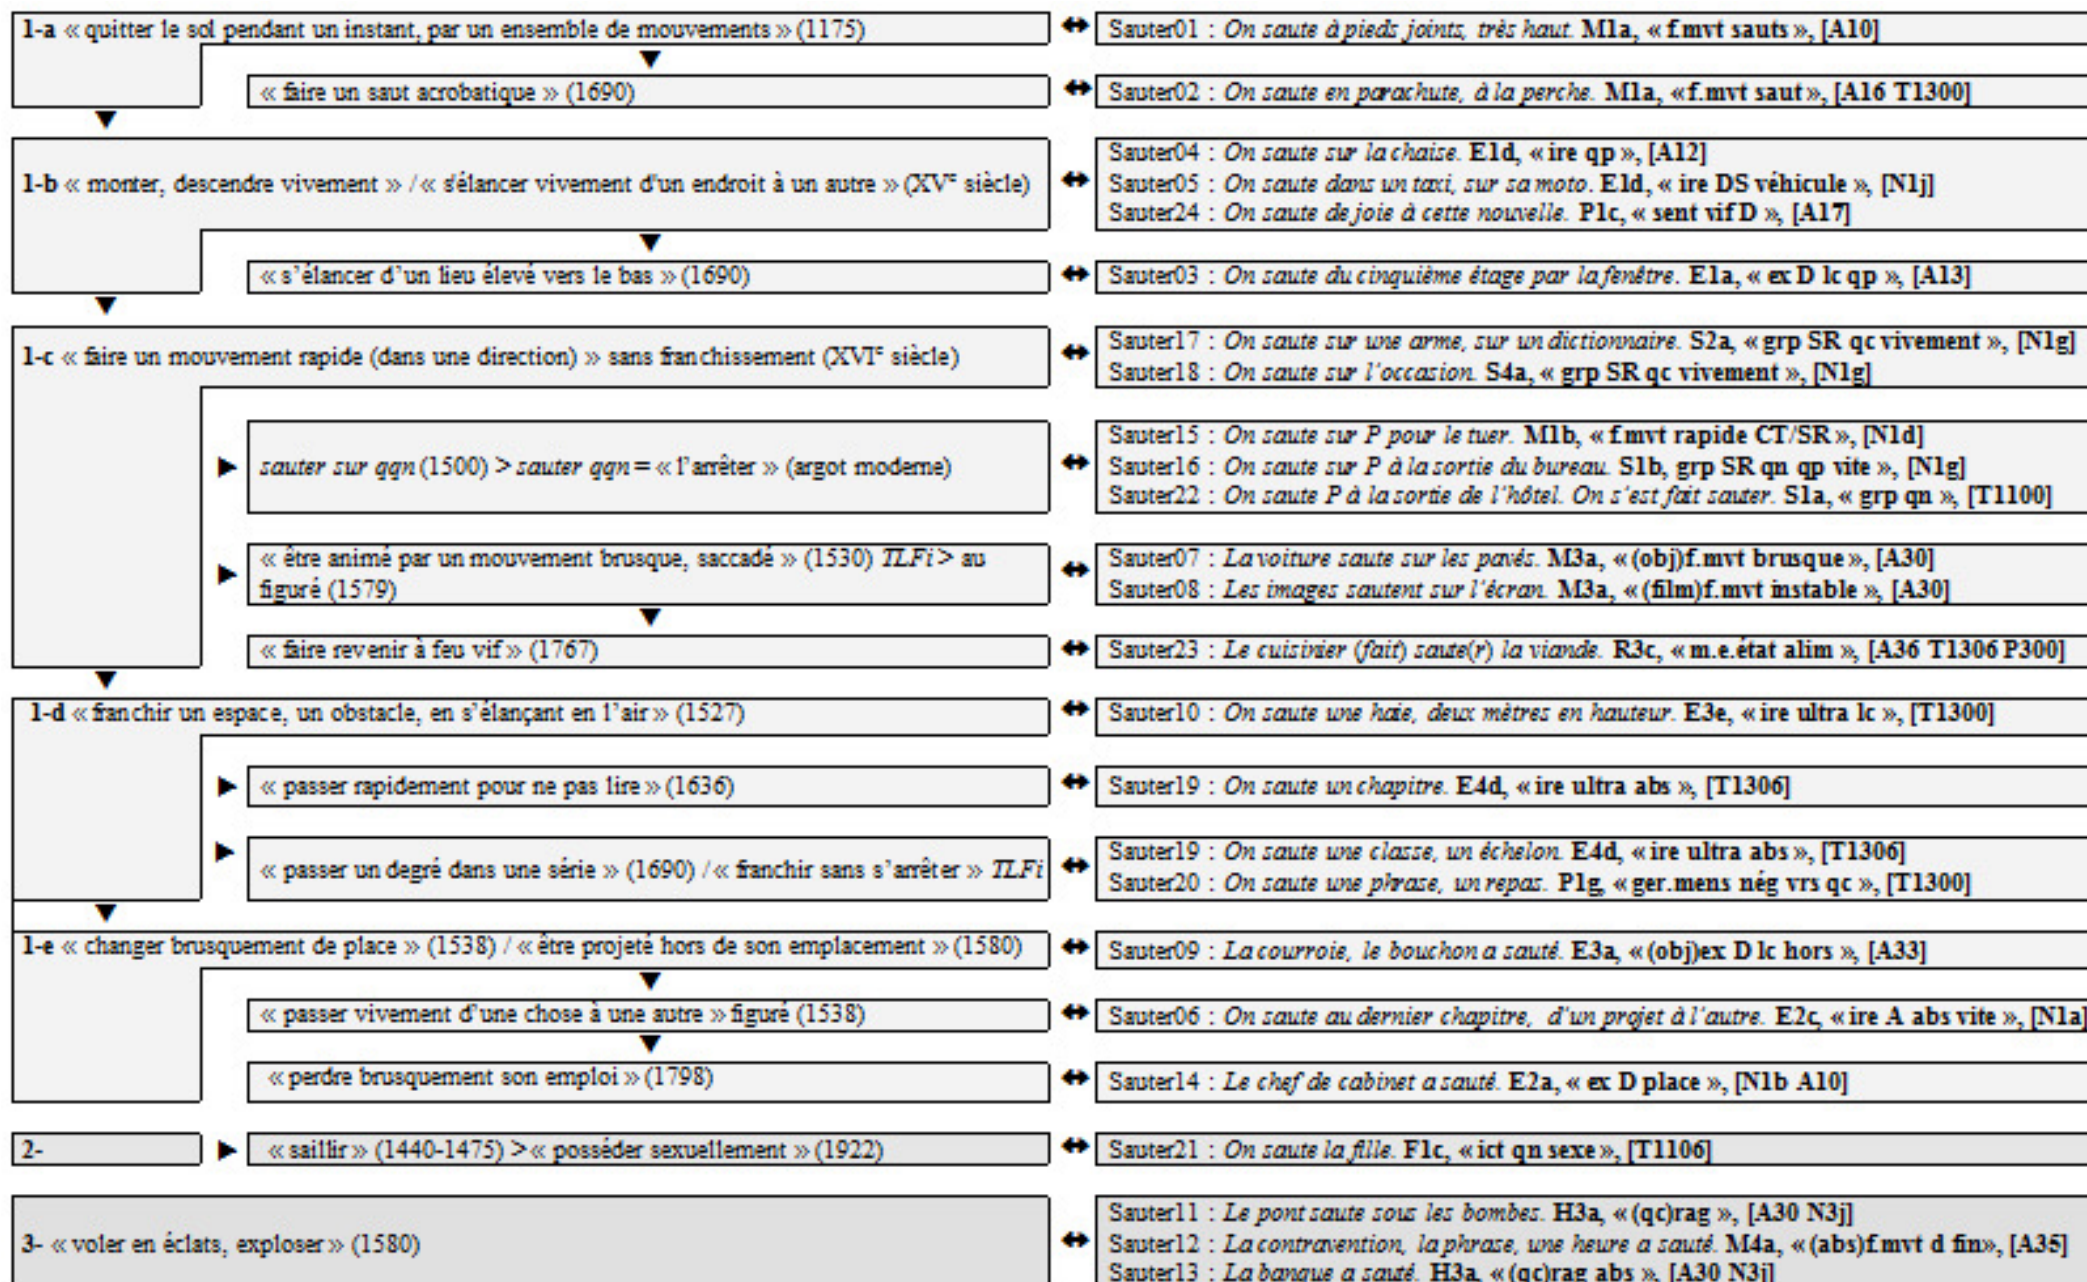 1-a « quitter le sol pendant un instant, par un ensemble de mouvements » (1175)
Sauter01 : On saute à pieds joints, très haut. M1a, « f.mvt sauts », [A10]
« faire un saut acrobatique » (1690)
Sauter02 : On saute en parachute, à la perche. M1a, «f.mvt saut», [A16 T1300]
1-b « monter, descendre vivement » / « s'élancer vivement d'un endroit à un autre » (XVe siècle)
Sauter04 : On saute sur la chaise. E1d, « ire qp », [A12]
Sauter05 : On saute dans un taxi, sur sa moto. E1d, « ire DS véhicule », [N1j]
Sauter24 : On saute de joie à cette nouvelle. P1c, « sent vif D », [A17]
« s’élancer d’un lieu élevé vers le bas » (1690)
Sauter03 : On saute du cinquième étage par la fenêtre. E1a, « ex D lc qp », [A13]
1-c « faire un mouvement rapide (dans une direction) » sans franchissement (XVIe siècle)
Sauter17 : On saute sur une arme, sur un dictionnaire. S2a, « grp SR qc vivement », [N1g]
Sauter18 : On saute sur l’occasion. S4a, « grp SR qc vivement », [N1g]
sauter sur qqn (1500) > sauter qqn = « l’arrêter » (argot moderne)
Sauter15 : On saute sur P pour le tuer. M1b, « f.mvt rapide CT/SR », [N1d]
Sauter16 : On saute sur P à la sortie du bureau. S1b, grp SR qn qp vite », [N1g]
Sauter22 : On saute P à la sortie de l’hôtel. On s’est fait sauter. S1a, « grp qn », [T1100]
« être animé par un mouvement brusque, saccadé » (1530) TLFi > au
figuré (1579)
Sauter07 : La voiture saute sur les pavés. M3a, «(obj)f.mvt brusque», [A30]
Sauter08 : Les images sautent sur l’écran. M3a, «(film)f.mvt instable », [A30]
« faire revenir à feu vif » (1767)
Sauter23 : Le cuisinier (fait) saute(r) la viande. R3c, « m.e.état alim », [A36 T1306 P300]
1-d « franchir un espace, un obstacle, en s’élançant en l’air » (1527)
Sauter10 : On saute une haie, deux mètres en hauteur. E3e, « ire ultra lc », [T1300]
« passer rapidement pour ne pas lire » (1636)
Sauter19 : On saute un chapitre. E4d, « ire ultra abs », [T1306]
« passer un degré dans une série » (1690) / « franchir sans s’arrêter » TLFi
Sauter19 : On saute une classe, un échelon. E4d, « ire ultra abs », [T1306]
Sauter20 : On saute une phrase, un repas. P1g, « ger.mens nég vrs qc », [T1300]
1-e « changer brusquement de place » (1538) / « être projeté hors de son emplacement » (1580)
Sauter09 : La courroie, le bouchon a sauté. E3a, «(obj)ex D lc hors », [A33]
« passer vivement d’une chose à une autre » figuré (1538)
Sauter06 : On saute au dernier chapitre, d’un projet à l’autre. E2c, « ire A abs vite », [N1a]
« perdre brusquement son emploi » (1798)
Sauter14 : Le chef de cabinet a sauté. E2a, « ex D place », [N1b A10]
2-
« saillir » (1440-1475) > « posséder sexuellement » (1922)
Sauter21 : On saute la fille. F1c, « ict qn sexe », [T1106]
3- « voler en éclats, exploser » (1580)
Sauter11 : Le pont saute sous les bombes. H3a, « (qc)rag », [A30 N3j]
Sauter12 : La contravention, la phrase, une heure a sauté. M4a, «(abs)f.mvt d fin», [A35]
Sauter13 : La banque a sauté. H3a, «(qc)rag abs », [A30 N3j]